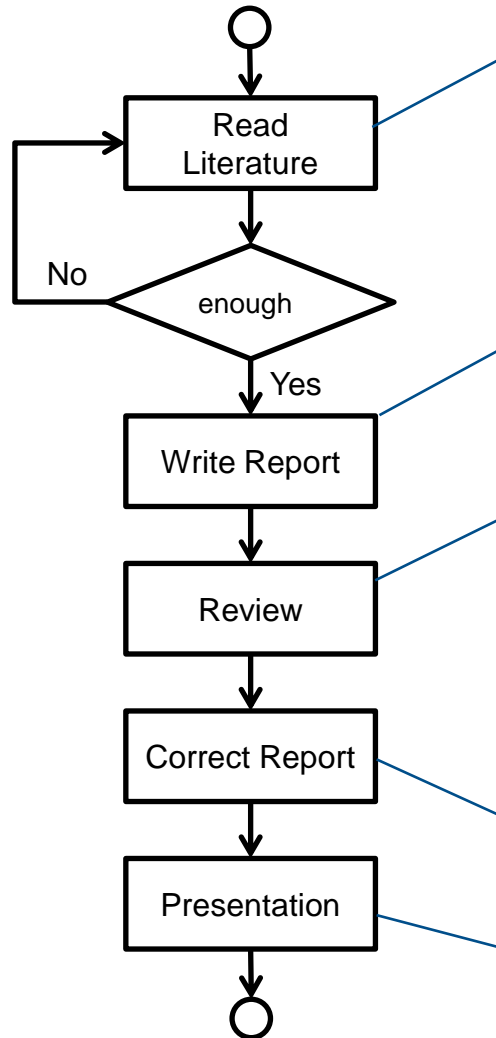 Read
Literature
No
enough
Yes
Write Report
Review
Correct Report
Presentation